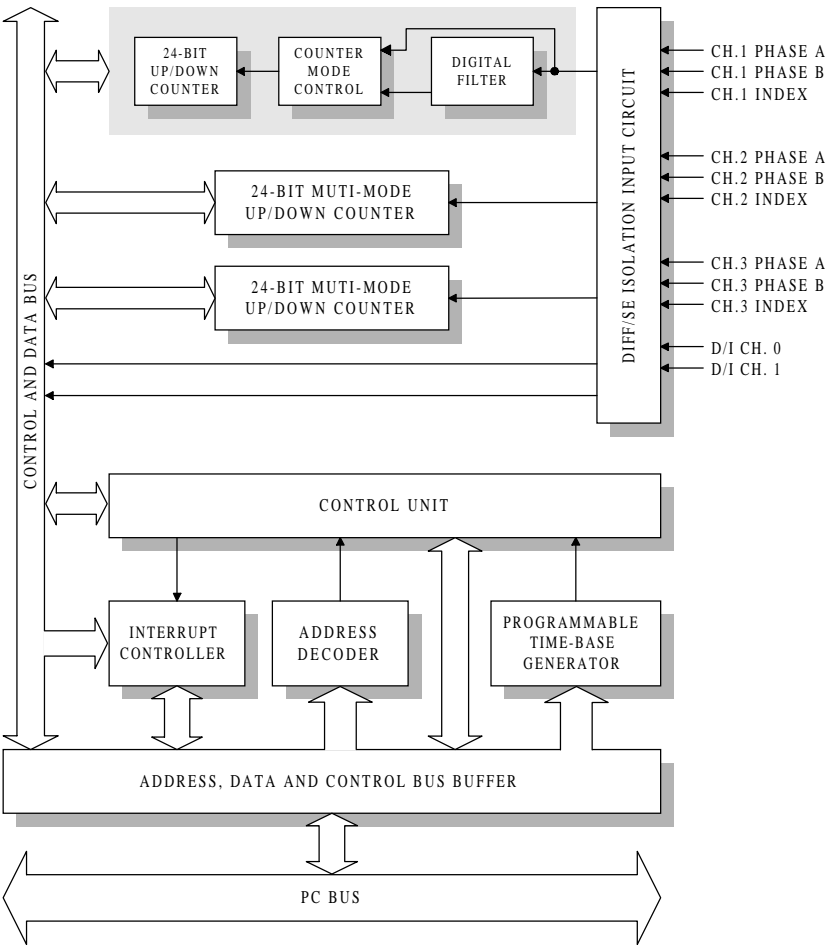 24-BIT
UP/DOWN
COUNTER
COUNTER
MODE
CONTROL
DIGITAL
FILTER
DIFF/SE ISOLATION INPUT CIRCUIT
CH.1 PHASE A
CH.1 PHASE B
CH.1 INDEX
CH.2 PHASE A
CH.2 PHASE B
CH.2 INDEX
CH.3 PHASE A
CH.3 PHASE B
CH.3 INDEX
D/I CH. 0
D/I CH. 1
24-BIT MUTI-MODE
UP/DOWN COUNTER
24-BIT MUTI-MODE
UP/DOWN COUNTER
CONTROL AND DATA BUS
CONTROL UNIT
INTERRUPT
CONTROLLER
ADDRESS
DECODER
PROGRAMMABLE
TIME-BASE
GENERATOR
ADDRESS, DATA AND CONTROL BUS BUFFER
PC BUS